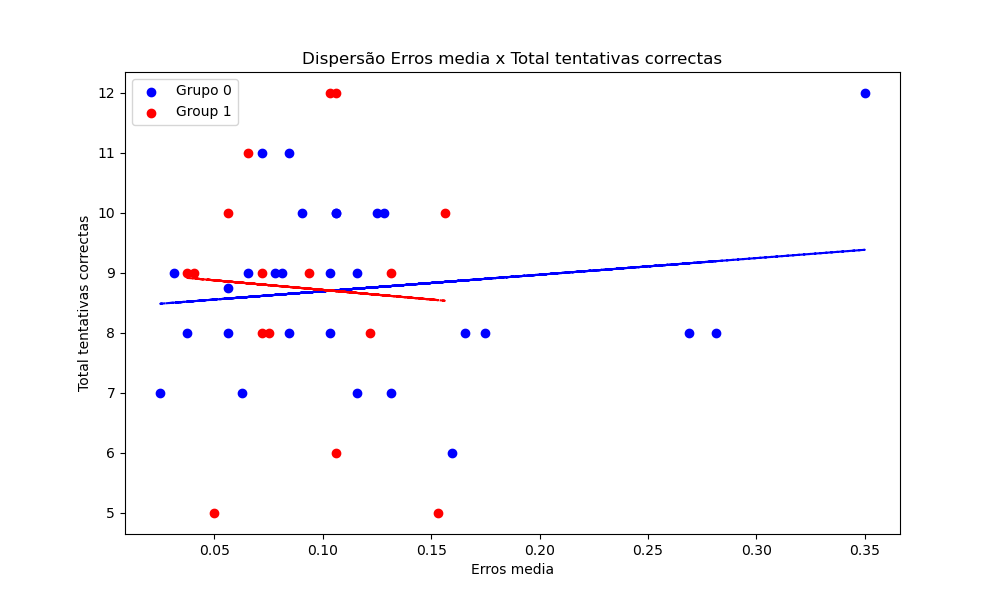 Dispersão Erros media x Total tentativas correctas
Grupo 0
Group 1
Total tentativas correctas
12
11
10
9
8
7
6
5
0.05 0.10 0.15 0.20 0.25 0.30 0.35
Erros media